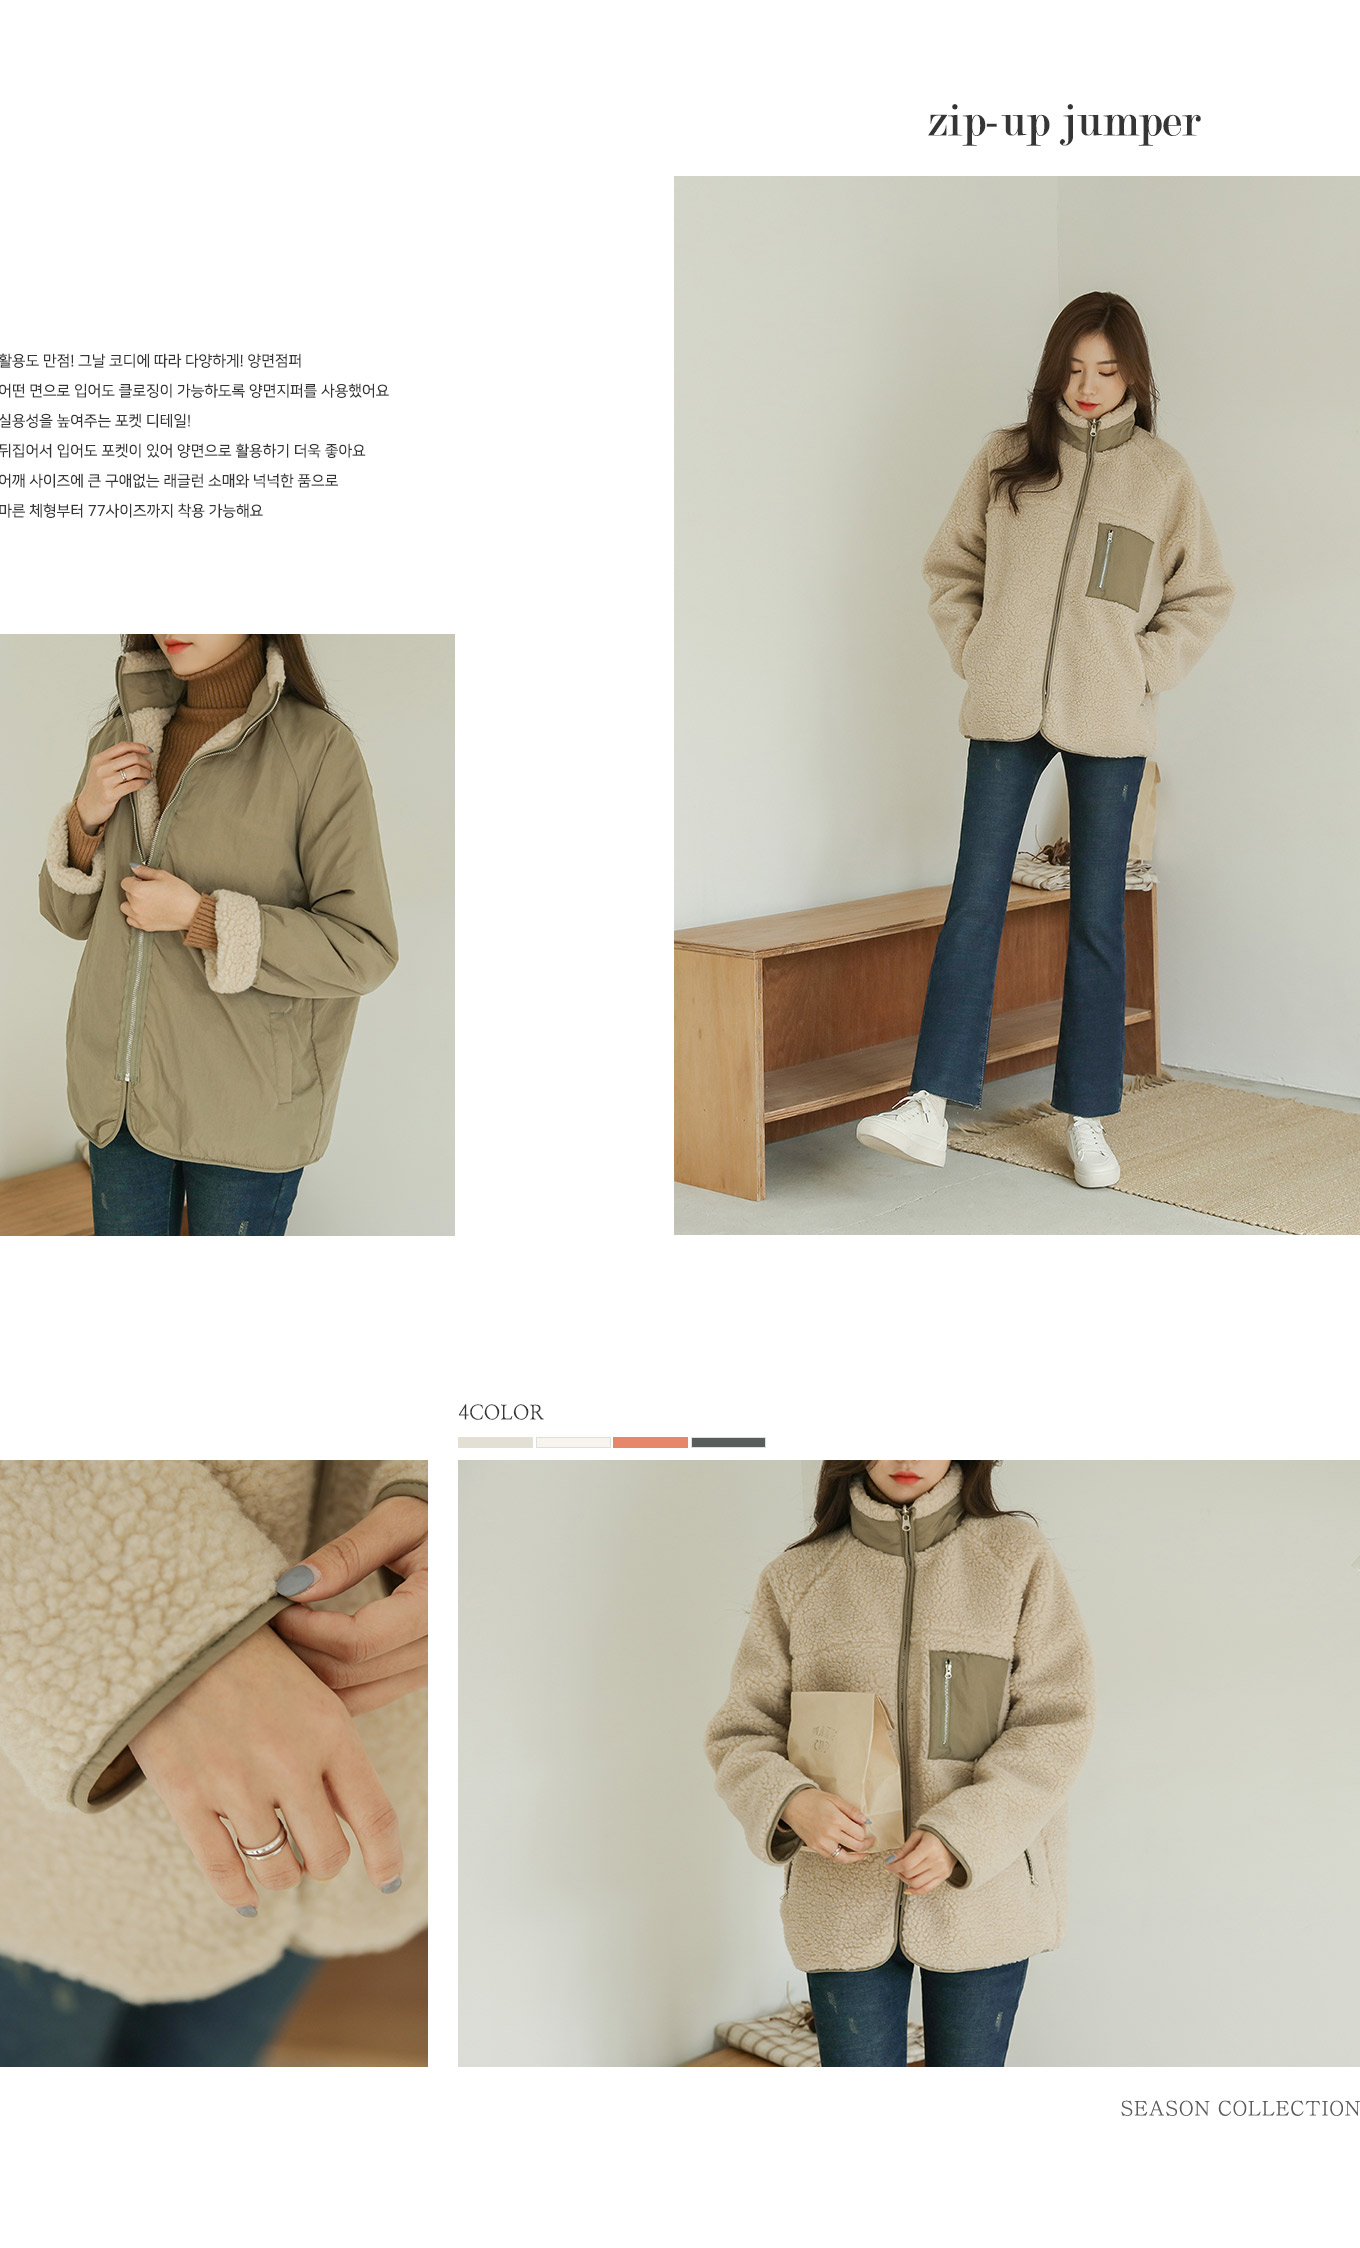 zip-up jumper
활용도 만점! 그날 코디에 따라 다양하게! 양면점퍼
어떤 면으로 입어도 클로징이 가능하도록 양면지퍼를 사용했어요
실용성을 높여주는 포켓 디테일!
뒤집어서 입어도 포켓이 있어 양면으로 활용하기 더욱 좋아요
어깨 사이즈에 큰 구애없는 래글런 소매와 넉넉한 품으로
마른 체형부터 77사이즈까지 착용 가능해요
4COLOR
SEASON COLLECTION